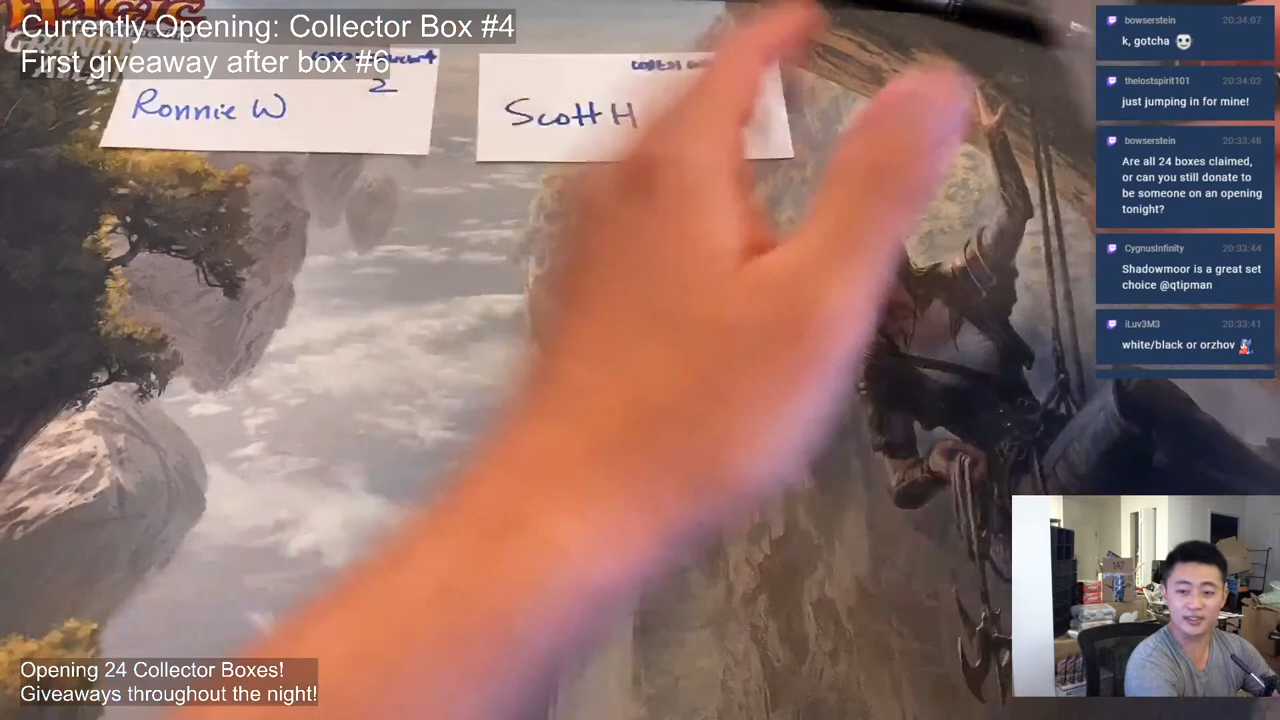 Currently Opening: Collector Box #4
First giveaway after box #6
MAGIC
2
Ronnie W
Scott H
bowserstein 20:34:07
k, gotcha
thelostspirit101 20:34:02
just jumping in for mine!
bowserstein 20:33:48
Are all 24 boxes claimed,
or can you still donate to
be someone on an opening
tonight?
CygnusInfinity 20:33:44
Shadowmoor is a great set
choice @qtipman
iLuv3M3 20:33:41
white/black or orzhov
1A7
Opening 24 Collector Boxes!
Giveaways throughout the night!